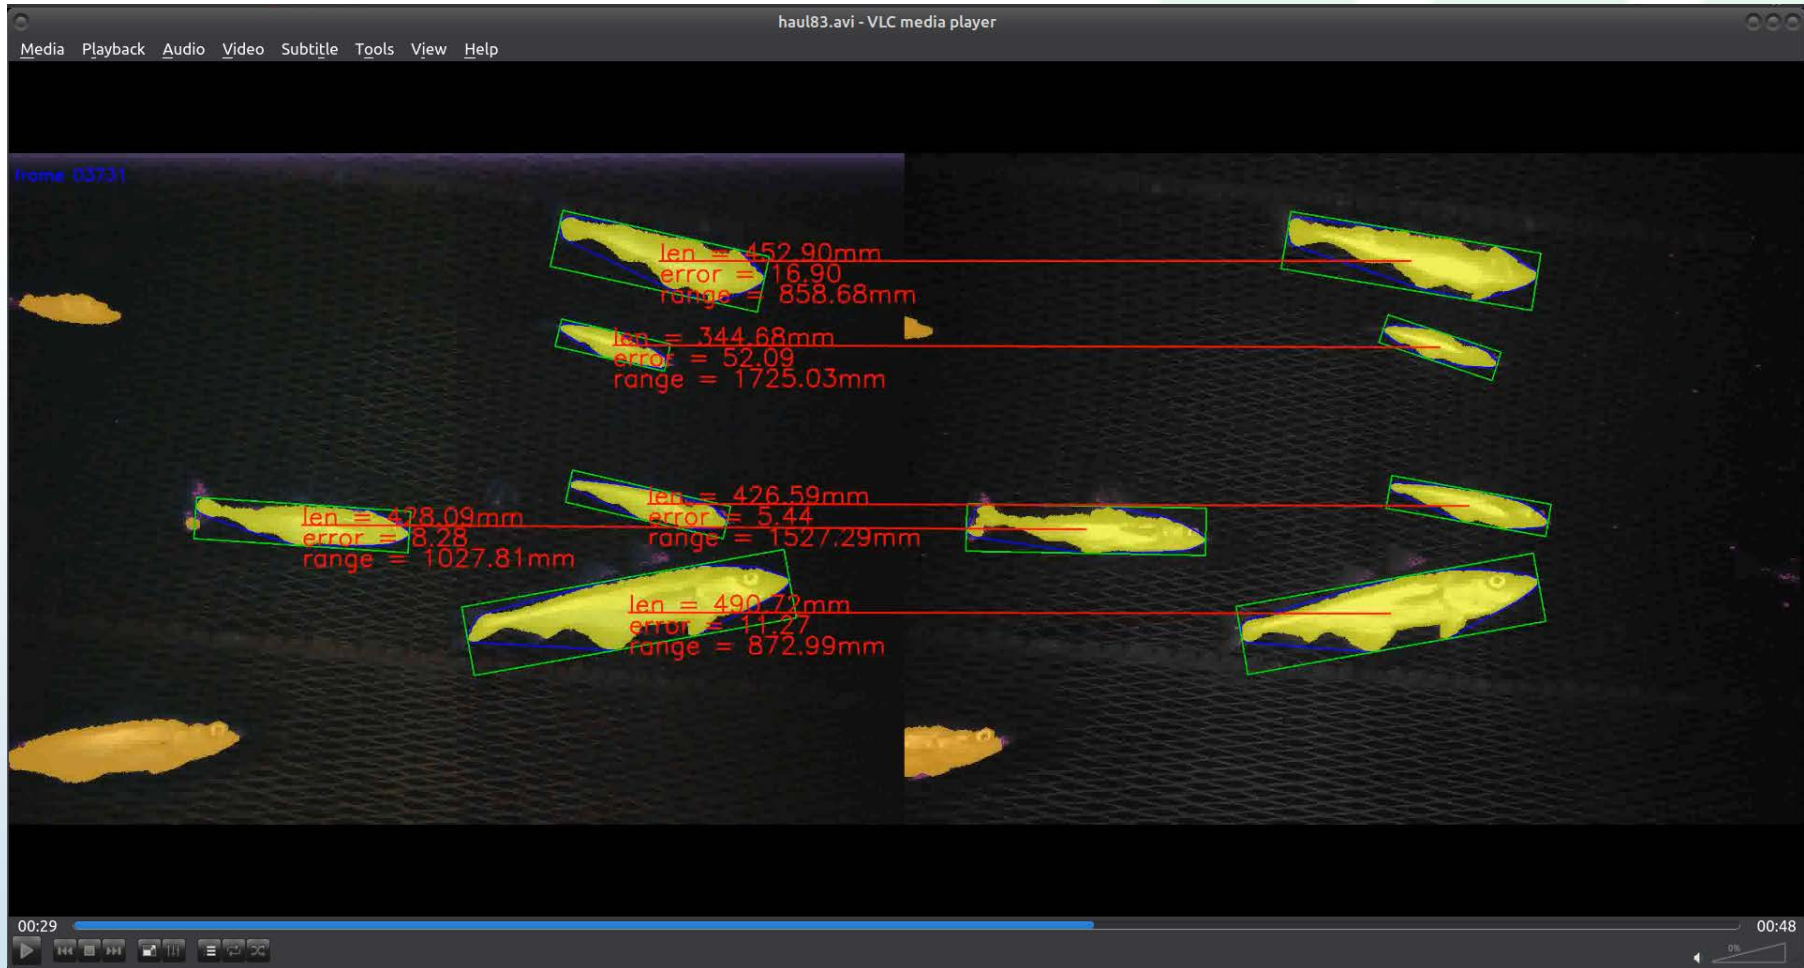 haul83.avi - VLC media player
Media Playback Audio Video Subtitle Tools View Help
frame 03731
len = 452.90mm
error = 16.90
range = 858.68mm
len = 344.68mm
error = 52.09
range = 1725.03mm
len = 426.59mm
error = 5.44
range = 1527.29mm
len = 428.09mm
error = 8.28
range = 1027.81mm
len = 490.72mm
error = 11.27
range = 872.99mm
00:29
00:48
0%